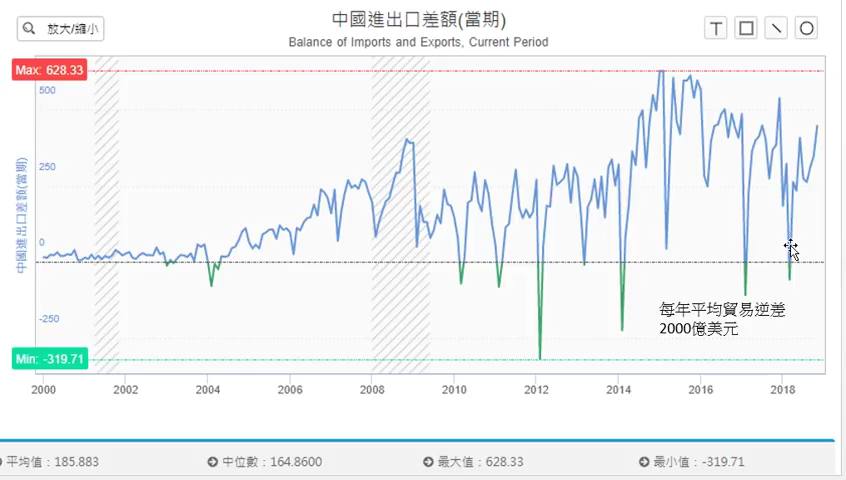 放大/縮小
中國進出口差額(當期)
Balance of Imports and Exports, Current Period
T
Max: 628.33
500
250
0
-250
中國進出口差額(當期)
Min: -319.71
每年平均貿易逆差
2000億美元
2000 2002 2004 2006 2008 2010 2012 2014 2016 2018
平均值：185.883 中位數：164.8600 最大值：628.33 最小值：-319.71